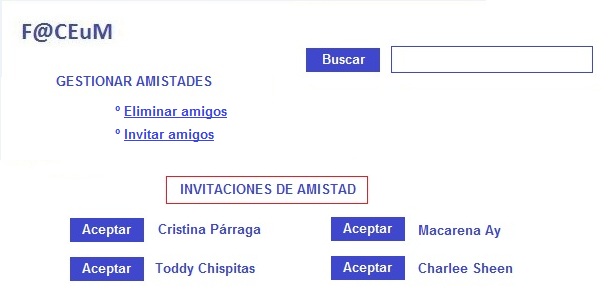 F@CEuM
Buscar
GESTIONAR AMISTADES
º Eliminar amigos
º Invitar amigos
INVITACIONES DE AMISTAD
Aceptar Cristina Párraga Aceptar Macarena Ay
Aceptar Toddy Chispitas Aceptar Charlee Sheen